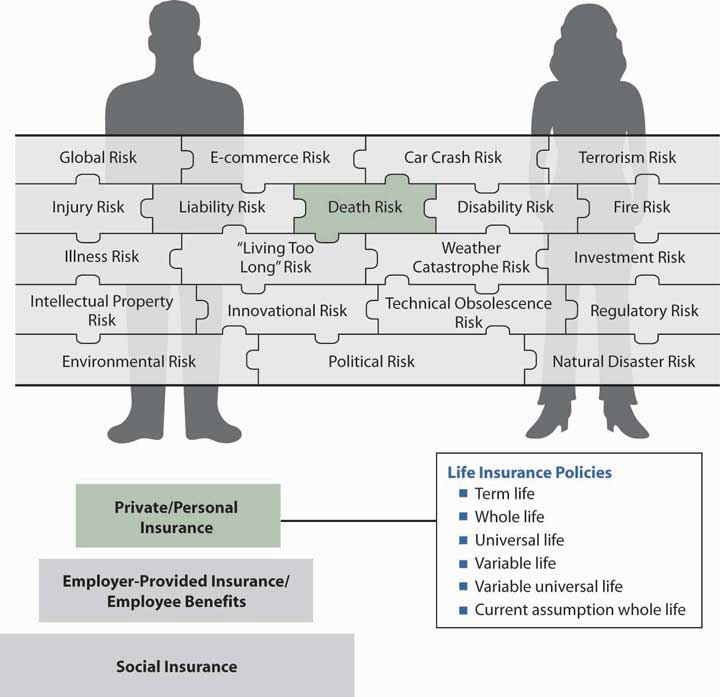 Global Risk
E-commerce Risk
Car Crash Risk
Terrorism Risk
Injury Risk
Liability Risk
Death Risk
Disability Risk
Fire Risk
Illness Risk
“Living Too
Long” Risk
Weather
Catastrophe Risk
Investment Risk
Intellectual Property
Risk
Innovational Risk
Technical Obsolescence
Risk
Regulatory Risk
Environmental Risk
Political Risk
Natural Disaster Risk
Private/Personal
Insurance
Employer-Provided Insurance/
Employee Benefits
Social Insurance
Life Insurance Policies
Term life
Whole life
Universal life
Variable life
Variable universal life
Current assumption whole life